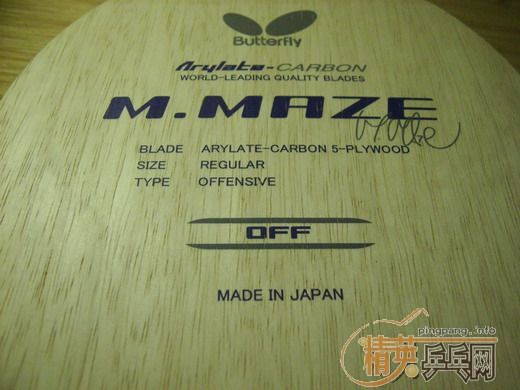 Butterfly
Arylate-CARBON
WORLD-LEADING QUALITY BLADES
M.MAZE
BLADE ARYLATE-CARBON 5-PLYWOOD
SIZE REGULAR
TYPE OFFENSIVE
OFF
MADE IN JAPAN
pingpang.info
精英乒乓网